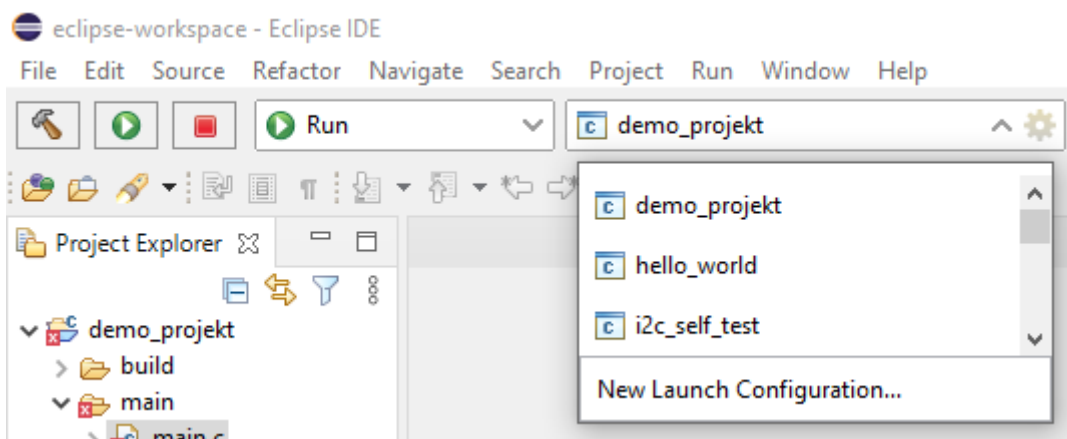 eclipse-workspace - Eclipse IDE
File Edit Source Refactor Navigate Search Project Run Window Help
Run
demo_projekt
demo_projekt
hello_world
i2c_self_test
New Launch Configuration...
Project Explorer
demo_projekt
build
main
main.c